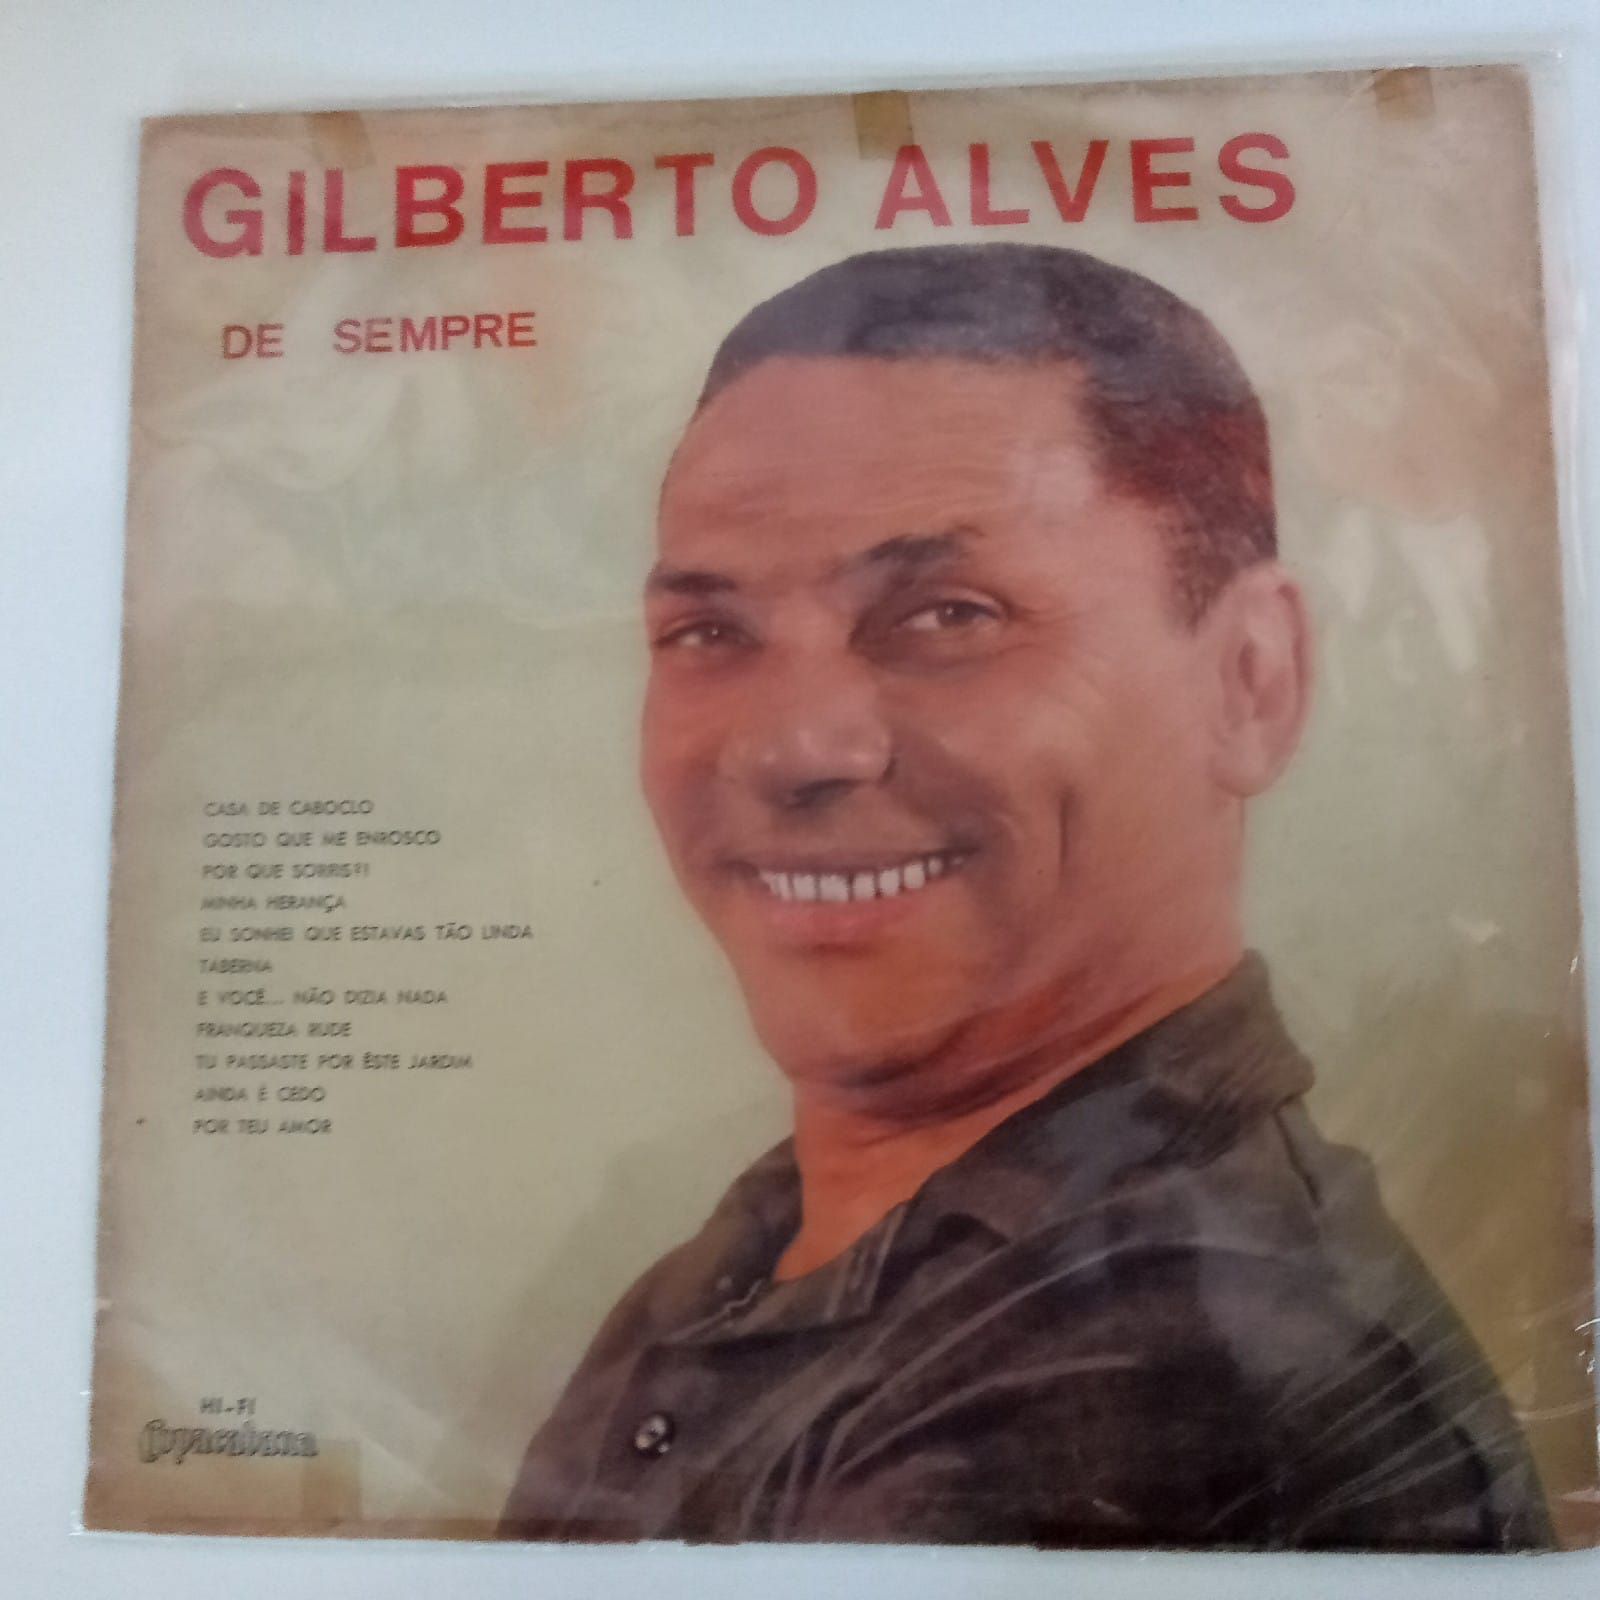 GILBERTO ALVES
DE SEMPRE
CASA DE CABOCLO
GOSTO QUE ME ENROSCO
POR QUE SORRIS?!
MINHA HERANÇA
EU SONHEI QUE ESTAVAS TÃO LINDA
TABERNA
E VOCÊ... NÃO DIZIA NADA
FRANQUEZA RUDE
TU PASSASTE POR ÊSTE JARDIM
AINDA É CEDO
POR TEU AMOR
HI-FI
Copacabana